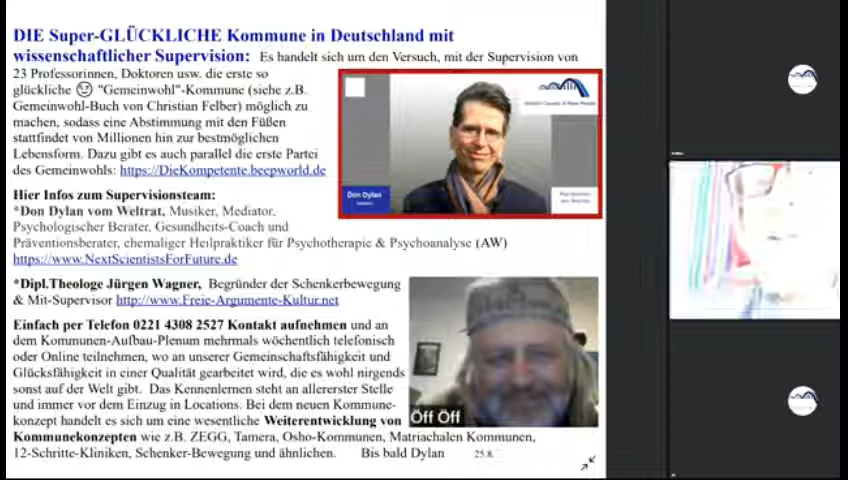 DIE Super-GLÜCKLICHE Kommune in Deutschland mit
wissenschaftlicher Supervision: Es handelt sich um den Versuch, mit der Supervision von
23 Professorinnen, Doktoren usw. die erste so
glückliche 😉 "Gemeinwohl"-Kommune (siehe z.B.
Gemeinwohl-Buch von Christian Felber) möglich zu
machen, sodass eine Abstimmung mit den Füßen
stattfindet von Millionen hin zur bestmöglichen
Lebensform. Dazu gibt es auch parallel die erste Partei
des Gemeinwohls: https://DieKompetente.beepworld.de
Don Dylan
Hier Infos zum Supervisionsteam:
*Don Dylan vom Weltrat, Musiker, Mediator,
Psychologischer Berater, Gesundheits-Coach und
Präventionsberater, ehemaliger Heilpraktiker für Psychotherapie & Psychoanalyse (AW)
https://www.NextScientistsForFuture.de
*Dipl.Theologe Jürgen Wagner, Begründer der Schenkerbewegung
& Mit-Supervisor http://www.Freie-Argumente-Kultur.net
Einfach per Telefon 0221 4308 2527 Kontakt aufnehmen und an
dem Kommunen-Aufbau-Plenum mehrmals wöchentlich telefonisch
oder Online teilnehmen, wo an unserer Gemeinschaftsfähigkeit und
Glücksfähigkeit in einer Qualität gearbeitet wird, die es wohl nirgends
sonst auf der Welt gibt. Das Kennenlernen steht an allererster Stelle
und immer vor dem Einzug in Locations. Bei dem neuen Kommune-
konzept handelt es sich um eine wesentliche Weiterentwicklung von
Kommunekonzepten wie z.B. ZEGG, Tamera, Osho-Kommunen, Matriachalen Kommunen,
12-Schritte-Kliniken, Schenker-Bewegung und ähnlichen. Bis bald Dylan 25.8.
Öff Öff